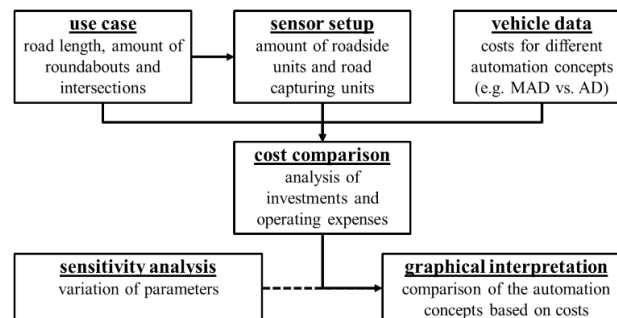 use case
road length, amount of
roundabouts and
intersections
sensor setup
amount of roadside
units and road
capturing units
vehicle data
costs for different
automation concepts
(e.g. MAD vs. AD)
cost comparison
analysis of
investments and
operating expenses
sensitivity analysis
variation of parameters
graphical interpretation
comparison of the automation
concepts based on costs